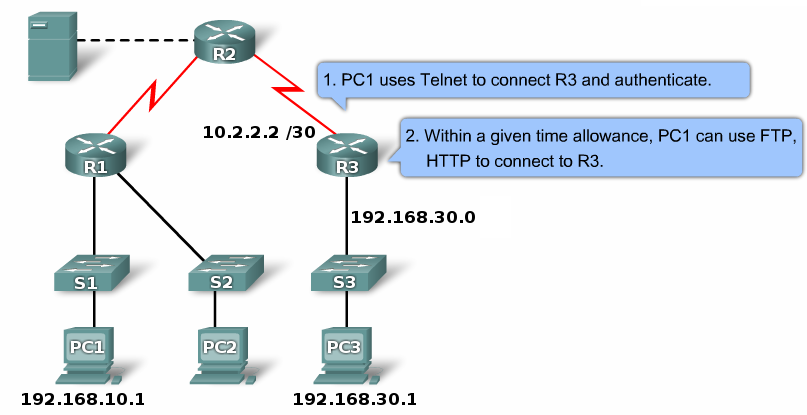 R2
1. PC1 uses Telnet to connect R3 and authenticate.
10.2.2.2 /30
2. Within a given time allowance, PC1 can use FTP,
HTTP to connect to R3.
R1
R3
192.168.30.0
S1
S2
S3
PC1
PC2
PC3
192.168.10.1
192.168.30.1